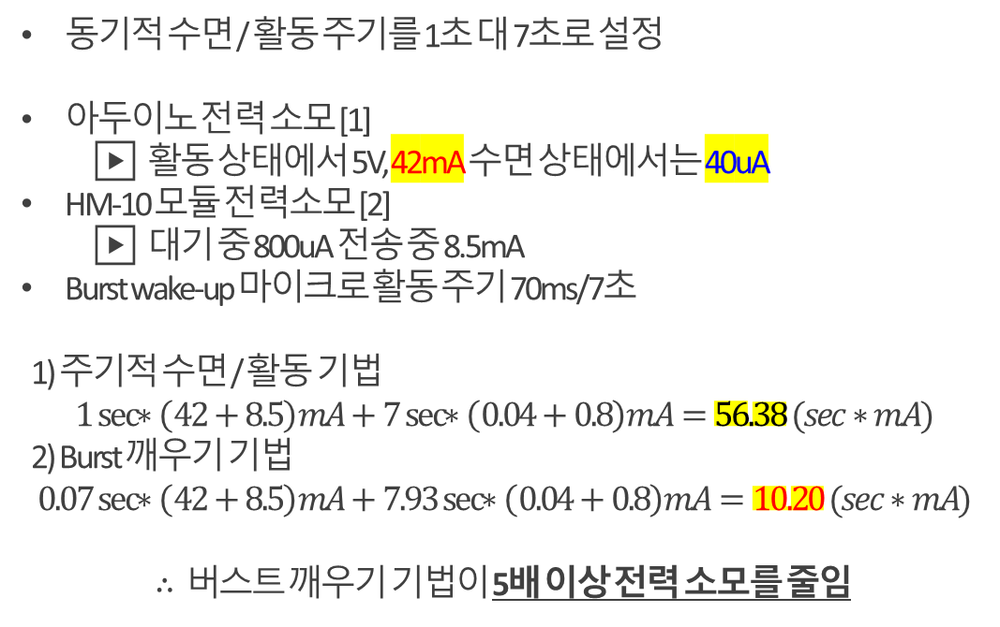 • 동기적 수면/활동 주기를 1초 대 7초로 설정
• 아두이노 전력 소모 [1]
▶ 활동 상태에서 5V, 42mA 수면 상태에서는 40uA
• HM-10 모듈 전력소모 [2]
▶ 대기 중 800uA 전송 중 8.5mA
• Burst wake-up 마이크로 활동 주기 70ms/7초
1) 주기적 수면/활동 기법
1 sec∗ (42 + 8.5)mA + 7 sec∗ (0.04 + 0.8)mA = 56.38 (sec ∗ mA)
2) Burst 깨우기 기법
0.07 sec∗ (42 + 8.5)mA + 7.93 sec∗ (0.04 + 0.8)mA = 10.20 (sec ∗ mA)
∴ 버스트 깨우기 기법이 5배 이상 전력 소모를 줄임